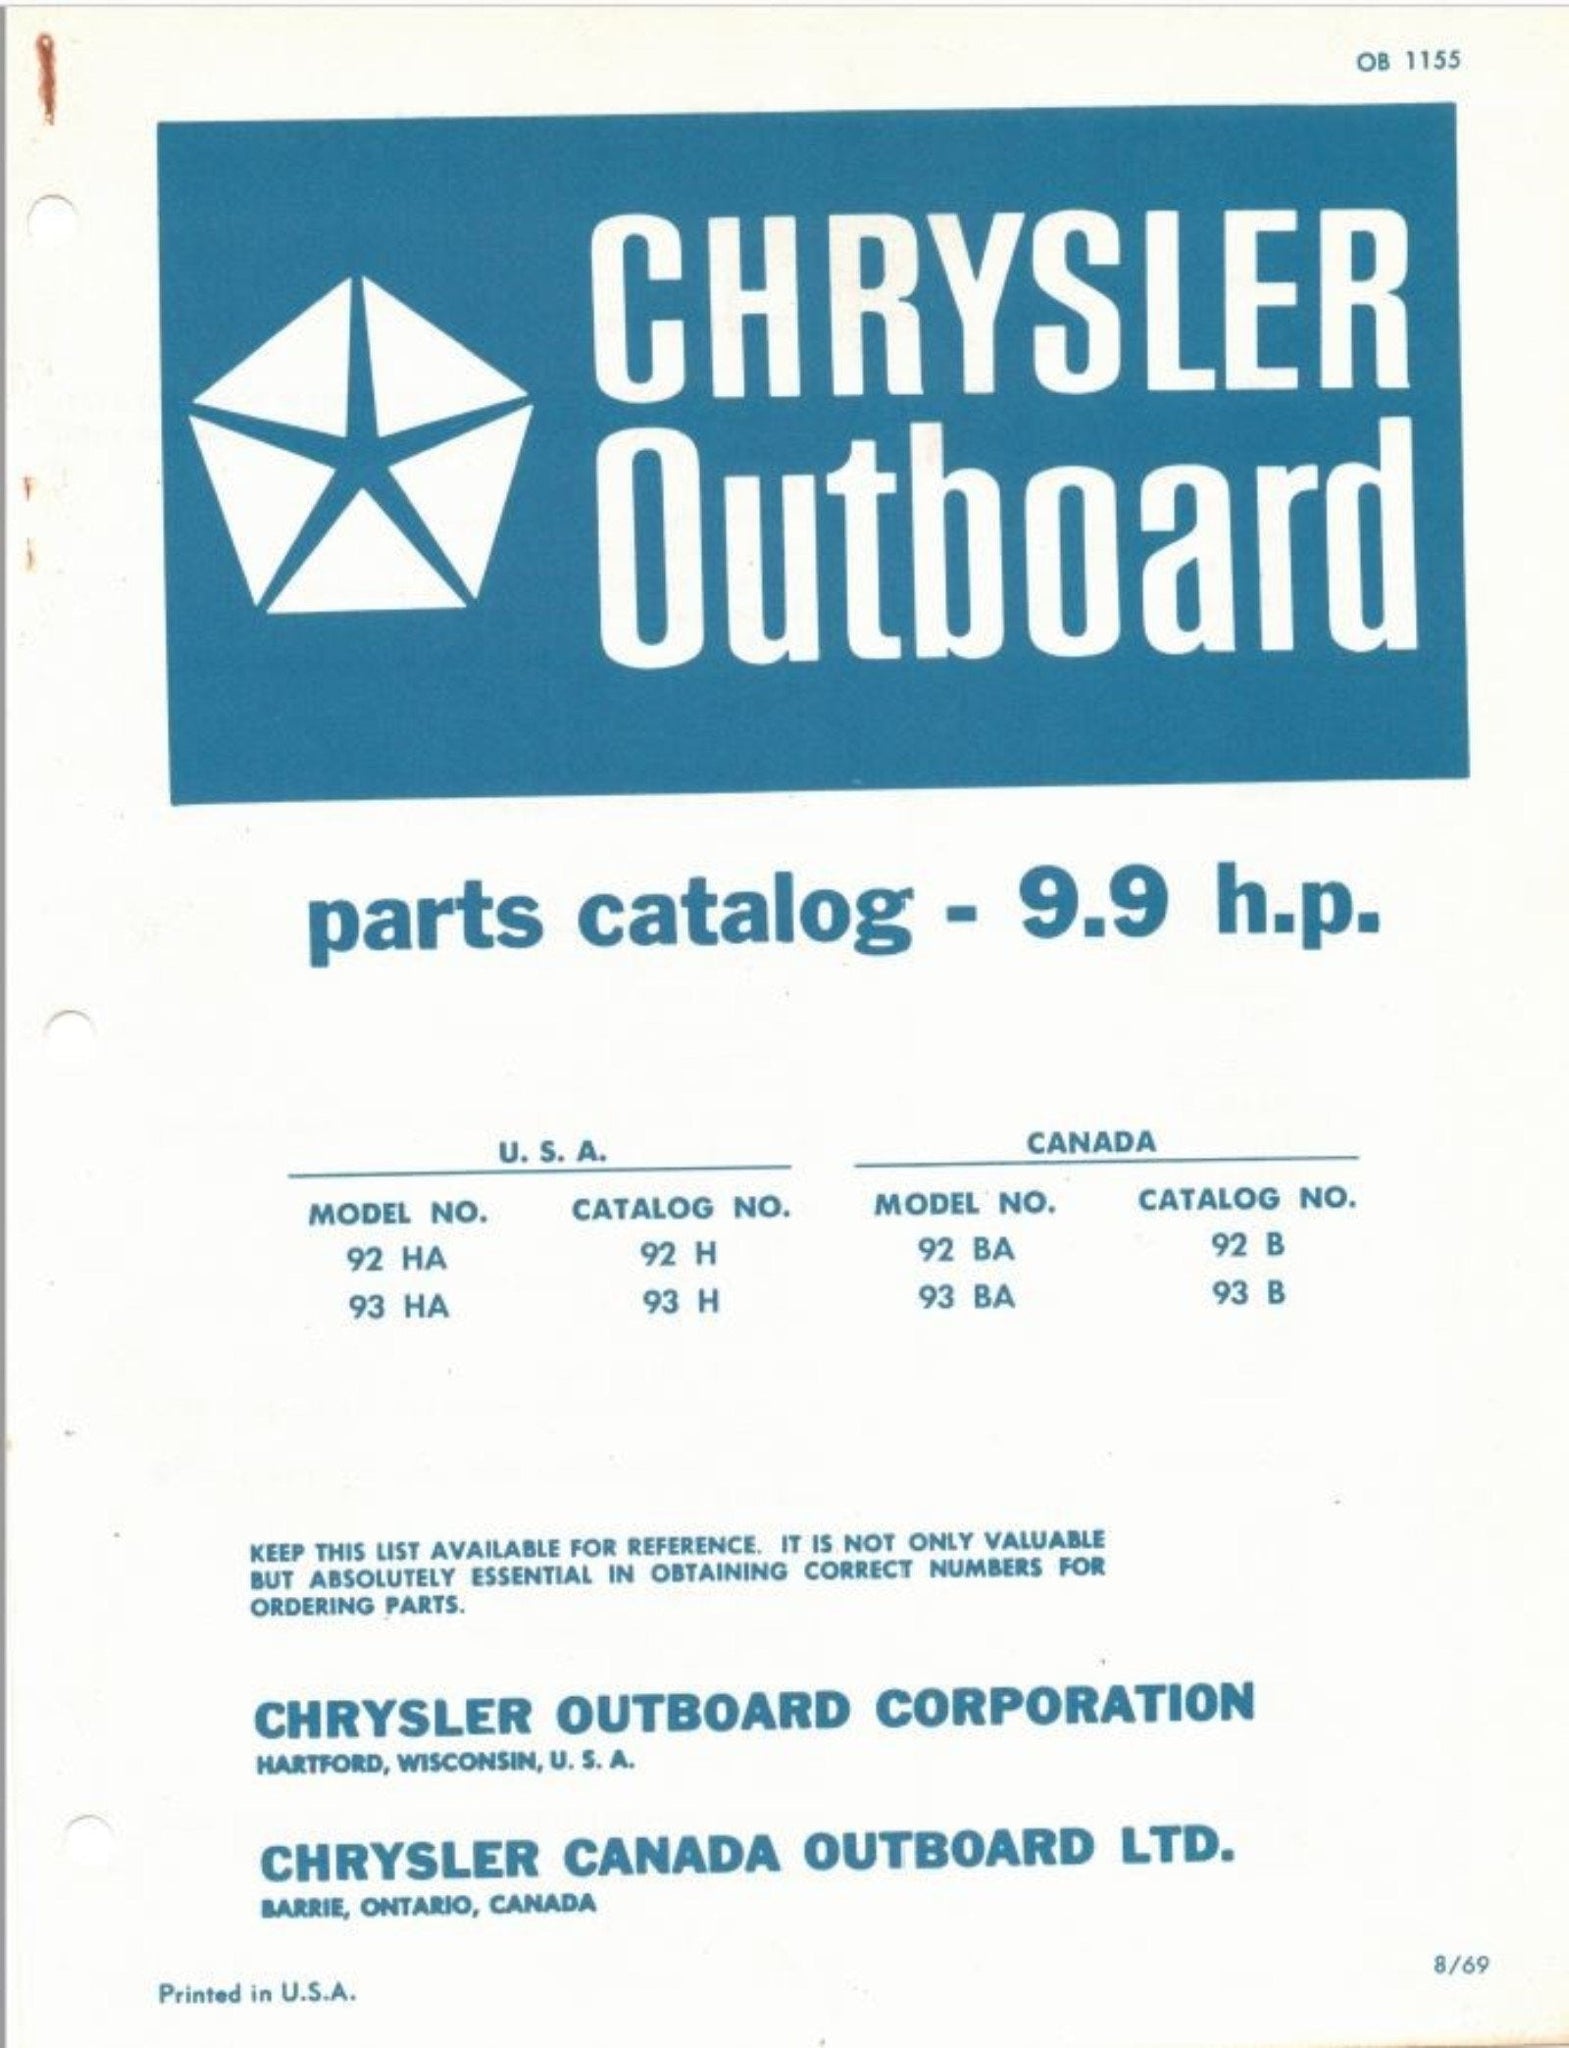 OB 1155
CHRYSLER
Outboard
parts catalog - 9.9 h.p.
U. S. A. CANADA
MODEL NO. CATALOG NO. MODEL NO. CATALOG NO.
92 HA 92 H 92 BA 92 B
93 HA 93 H 93 BA 93 B
KEEP THIS LIST AVAILABLE FOR REFERENCE. IT IS NOT ONLY VALUABLE
BUT ABSOLUTELY ESSENTIAL IN OBTAINING CORRECT NUMBERS FOR
ORDERING PARTS.
CHRYSLER OUTBOARD CORPORATION
HARTFORD, WISCONSIN, U. S. A.
CHRYSLER CANADA OUTBOARD LTD.
BARRIE, ONTARIO, CANADA
8/69
Printed in U.S.A.